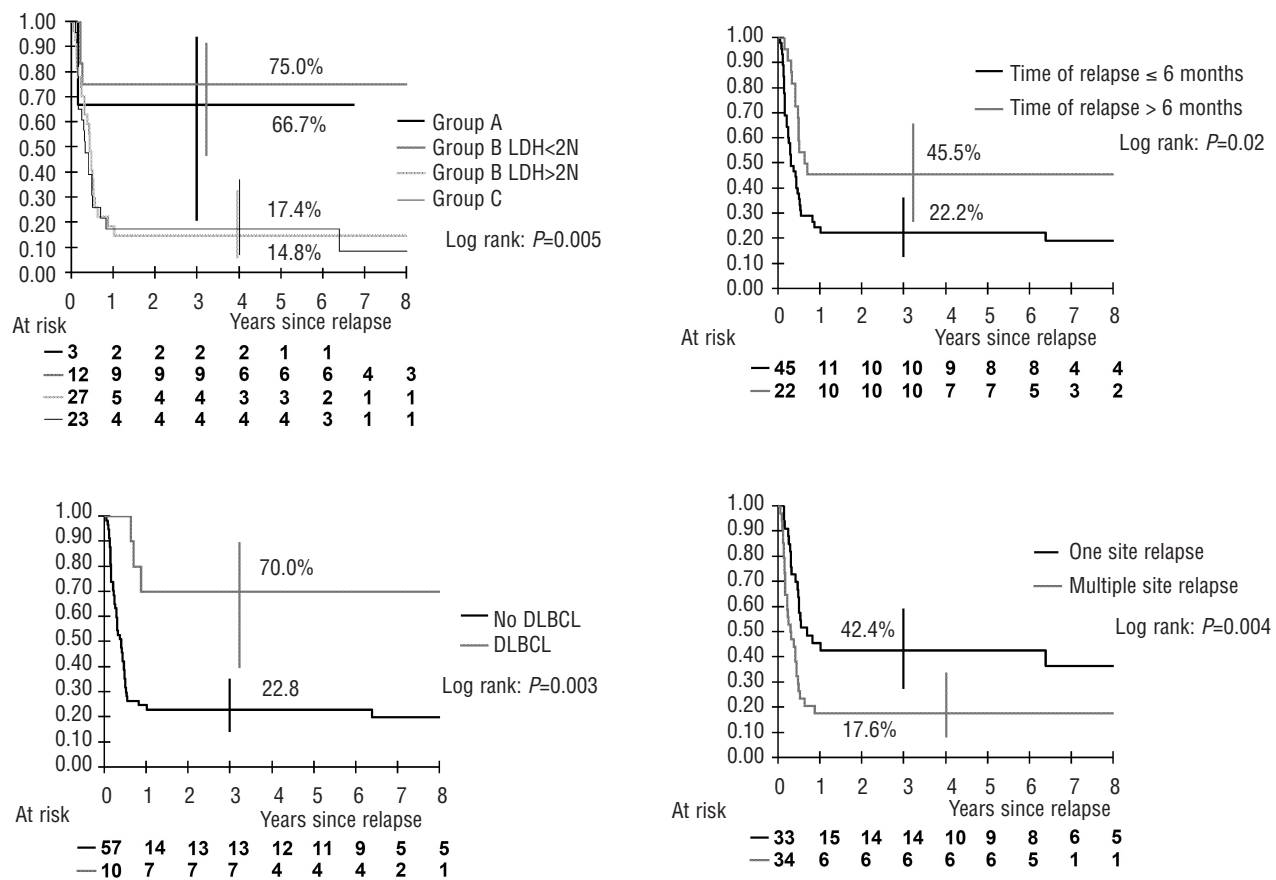 1.00
0.90
0.80
0.70
0.60
0.50
0.40
0.30
0.20
0.10
0.00
75.0%
66.7%
17.4%
14.8%
Group A
Group B LDH<2N
Group B LDH>2N
Group C
Log rank: P=0.005
0 1 2 3 4 5 6 7 8
Years since relapse
At risk
3 2 2 2 2 1 1
12 9 9 9 6 6 6 4 3
27 5 4 4 3 3 2 1 1
23 4 4 4 4 4 3 1 1
1.00
0.90
0.80
0.70
0.60
0.50
0.40
0.30
0.20
0.10
0.00
45.5%
22.2%
Time of relapse ≤ 6 months
Time of relapse > 6 months
Log rank: P=0.02
0 1 2 3 4 5 6 7 8
Years since relapse
At risk
45 11 10 10 9 8 8 4 4
22 10 10 10 7 7 5 3 2
1.00
0.90
0.80
0.70
0.60
0.50
0.40
0.30
0.20
0.10
0.00
70.0%
22.8
No DLBCL
DLBCL
Log rank: P=0.003
0 1 2 3 4 5 6 7 8
Years since relapse
At risk
57 14 13 13 12 11 9 5 5
10 7 7 7 4 4 4 2 1
1.00
0.90
0.80
0.70
0.60
0.50
0.40
0.30
0.20
0.10
0.00
42.4%
17.6%
One site relapse
Multiple site relapse
Log rank: P=0.004
0 1 2 3 4 5 6 7 8
Years since relapse
At risk
33 15 14 14 10 9 8 6 5
34 6 6 6 6 6 5 1 1